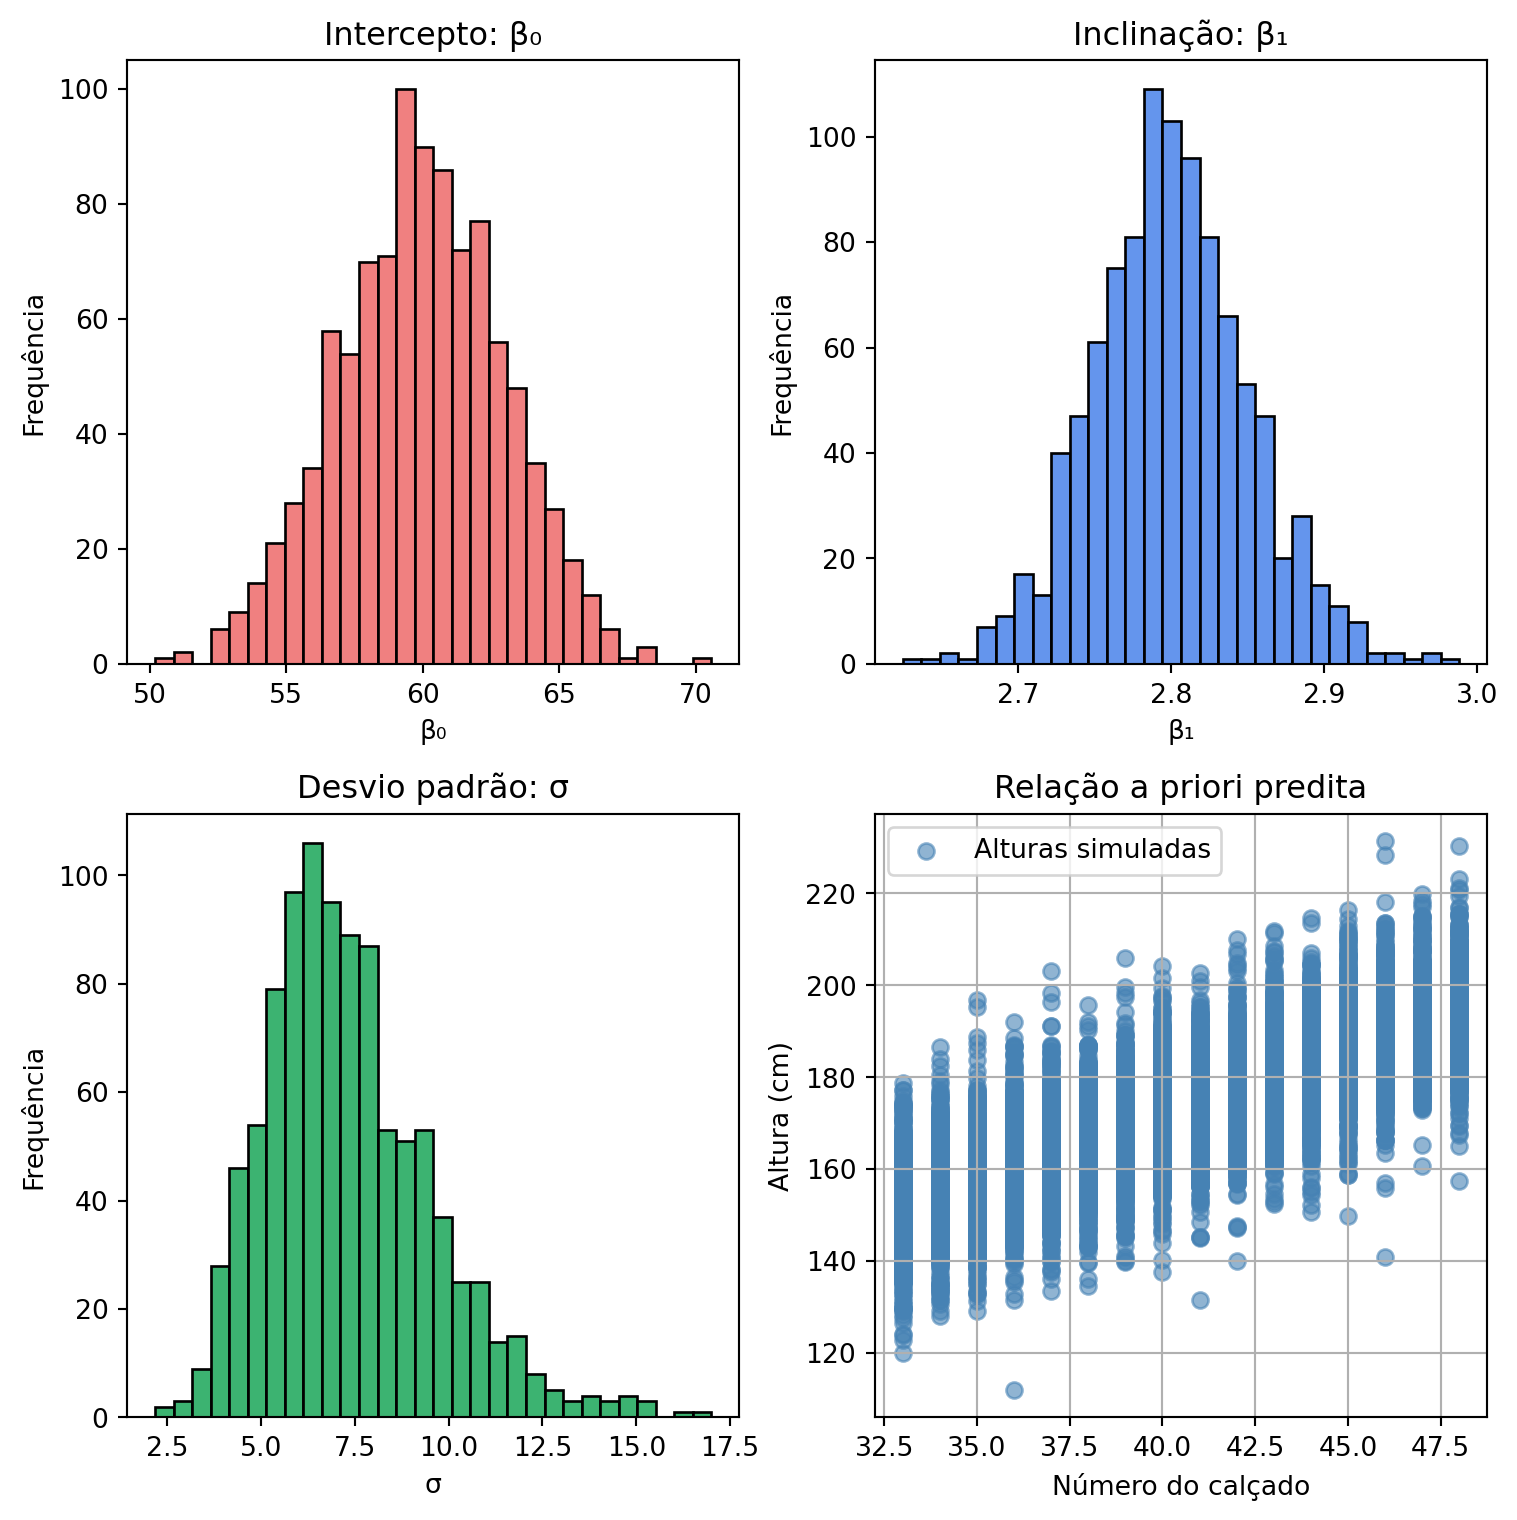 Intercepto: β₀
Frequência
100
80
60
40
20
0
50 55 60 65 70
β₀
Inclinação: β₁
Frequência
100
80
60
40
20
0
2.7 2.8 2.9 3.0
β₁
Desvio padrão: σ
Frequência
100
80
60
40
20
0
2.5 5.0 7.5 10.0 12.5 15.0 17.5
σ
Relação a priori predita
Alturas simuladas
Altura (cm)
220
200
180
160
140
120
32.5 35.0 37.5 40.0 42.5 45.0 47.5
Número do calçado